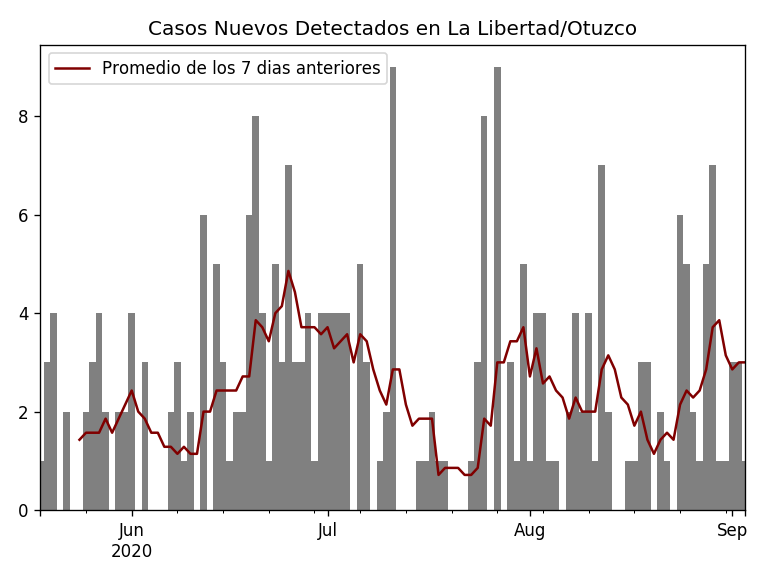 Casos Nuevos Detectados en La Libertad/Otuzco
Promedio de los 7 dias anteriores
8
6
4
2
0
Jun
2020
Jul
Aug
Sep